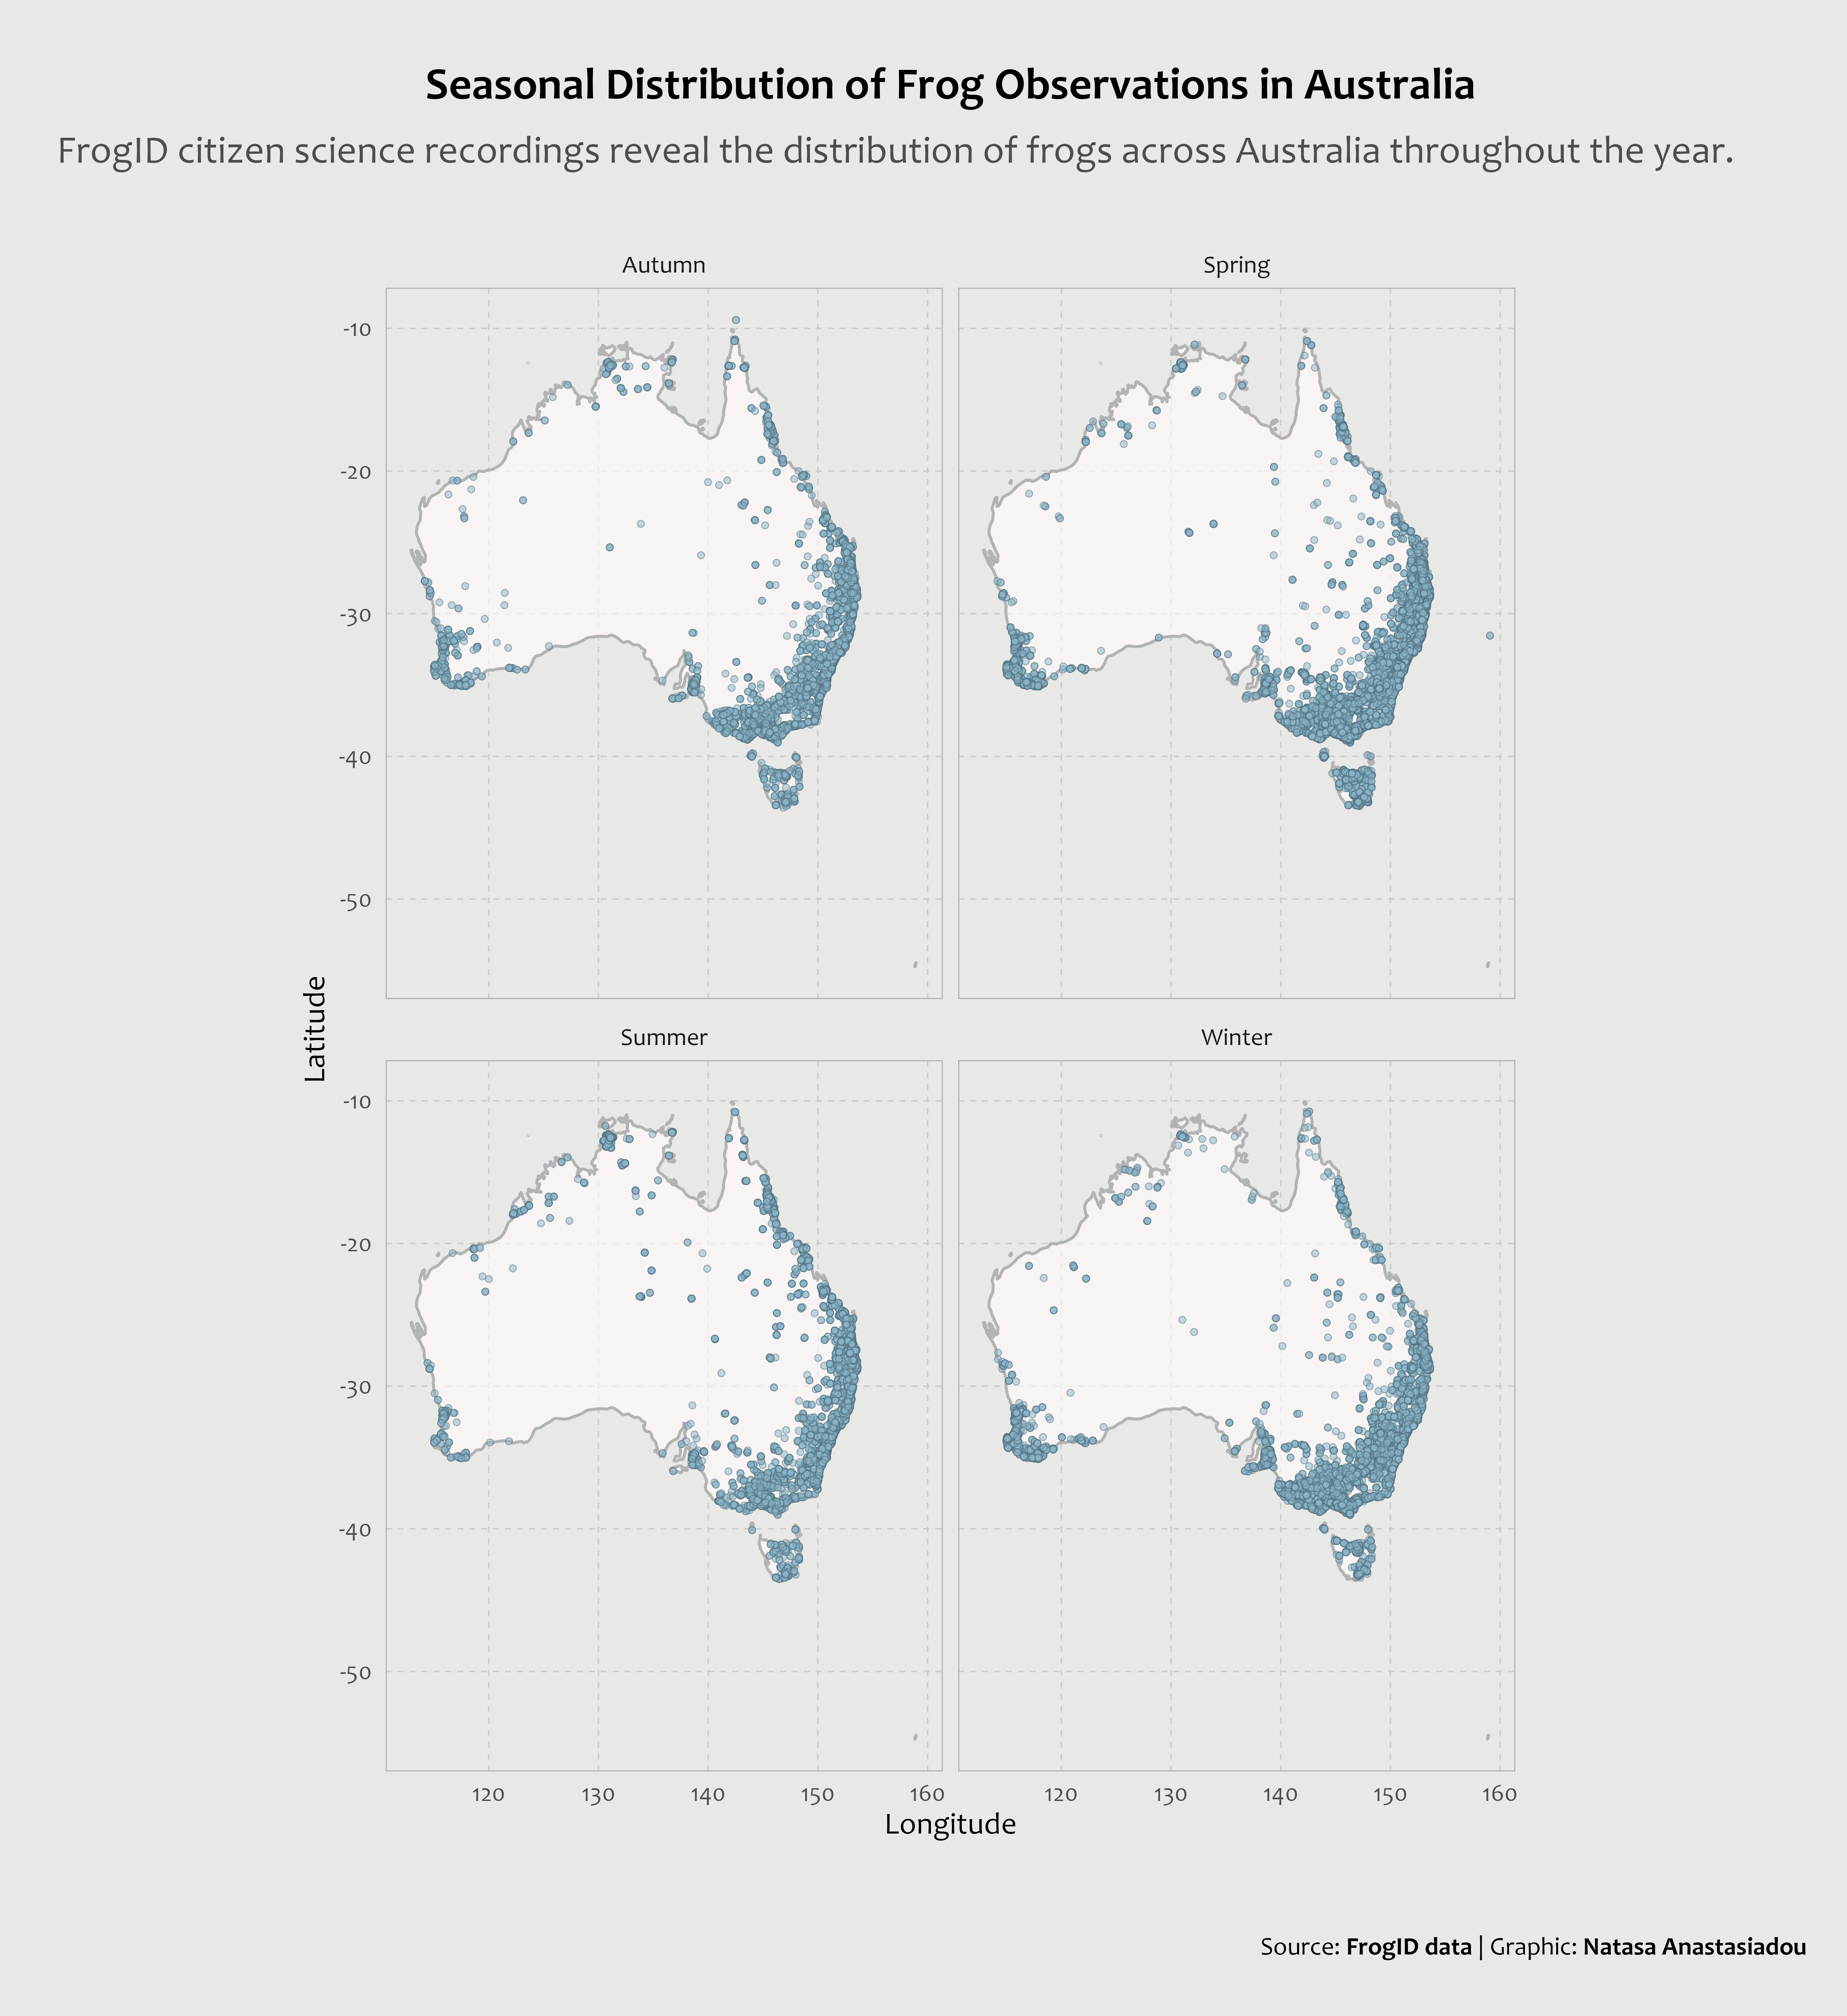 Seasonal Distribution of Frog Observations in Australia
FrogID citizen science recordings reveal the distribution of frogs across Australia throughout the year.
Autumn
Spring
-10
-20
-30
-40
-50
Latitude
Summer
Winter
-10
-20
-30
-40
-50
120 130 140 150 160 120 130 140 150 160
Longitude
Source: FrogID data | Graphic: Natasa Anastasiadou